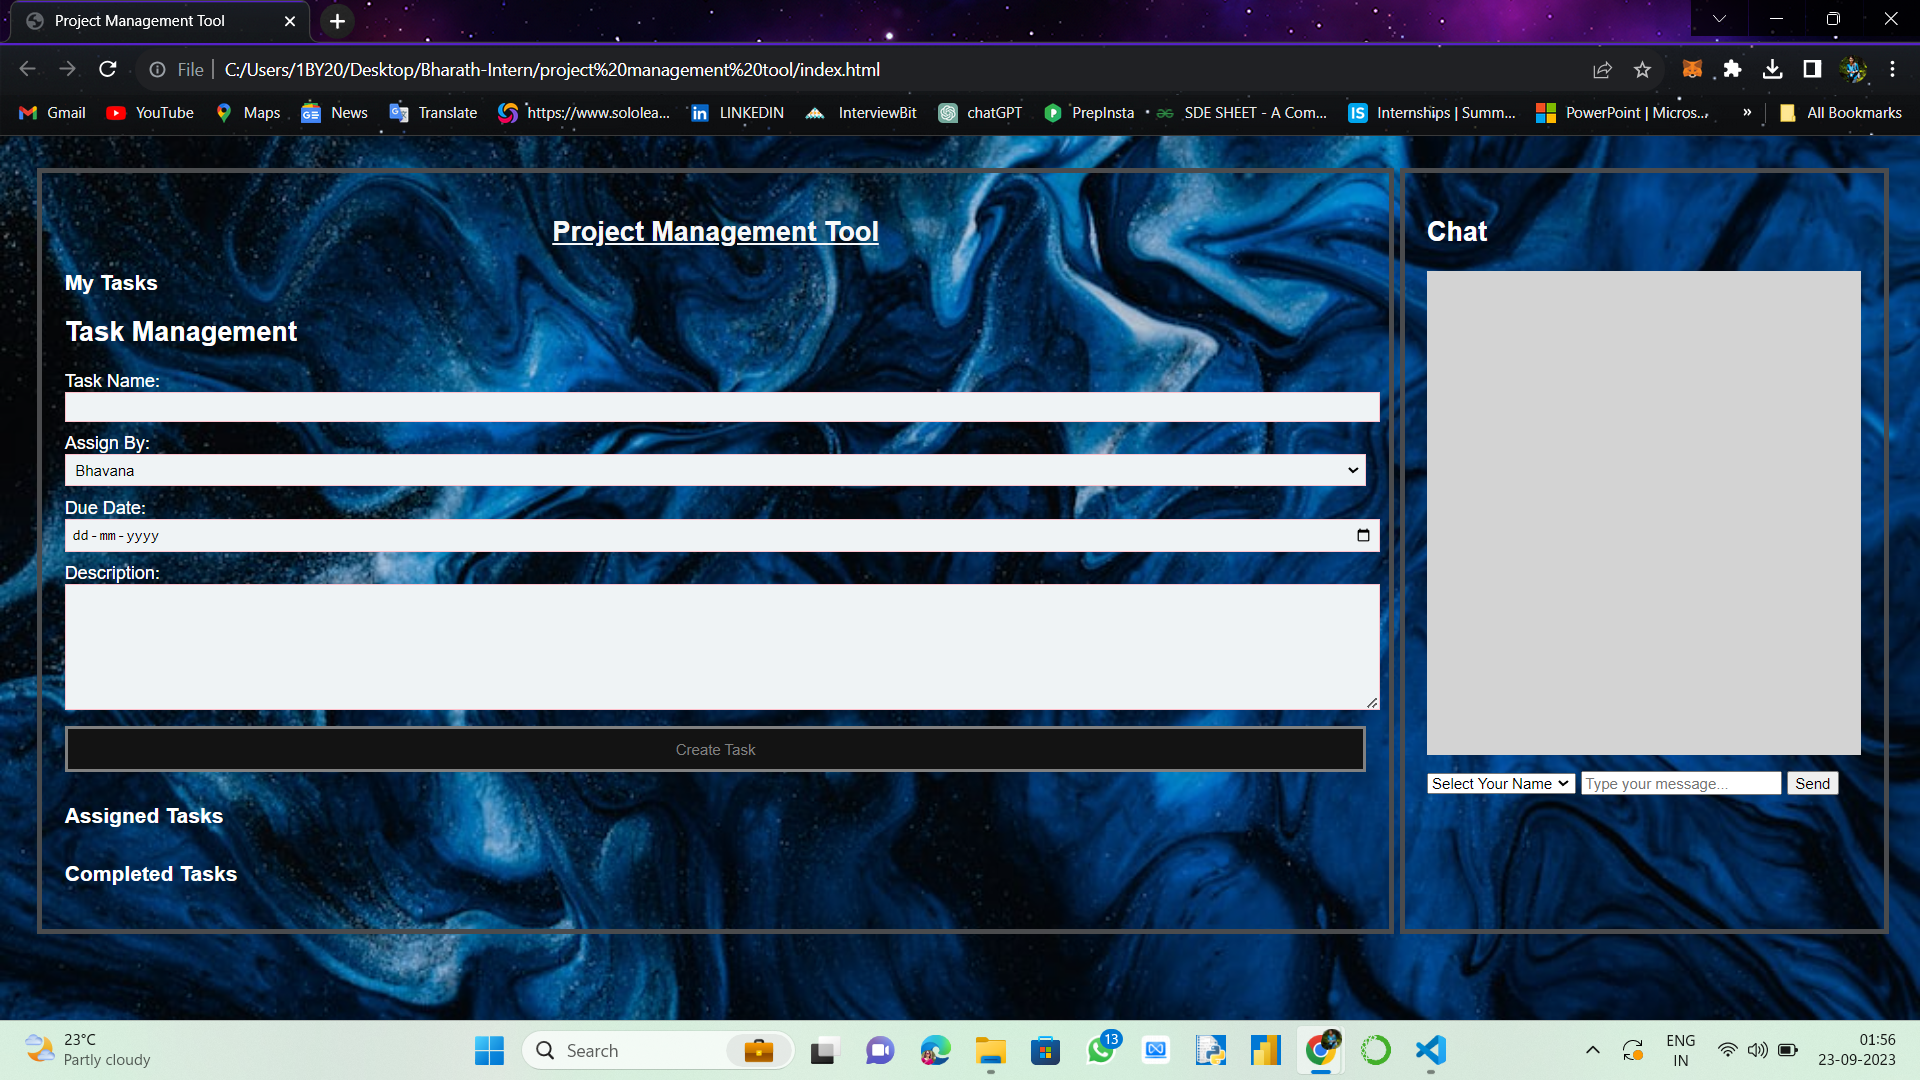 Project Management Tool
File
C:/Users/1BY20/Desktop/Bharath-Intern/project%20management%20tool/index.html
Gmail
YouTube
Maps
News
Translate
https://www.sololea...
LINKEDIN
InterviewBit
chatGPT
PrepInsta
SDE SHEET - A Com...
Internships | Summ...
PowerPoint | Micros...
»
All Bookmarks
Project Management Tool
My Tasks
Task Management
Task Name:
Assign By:
Bhavana
Due Date:
dd-mm-yyyy
Description:
Create Task
Assigned Tasks
Completed Tasks
Chat
Select Your Name
Type your message...
Send
23°C
Partly cloudy
Search
13
ENG
IN
01:56
23-09-2023